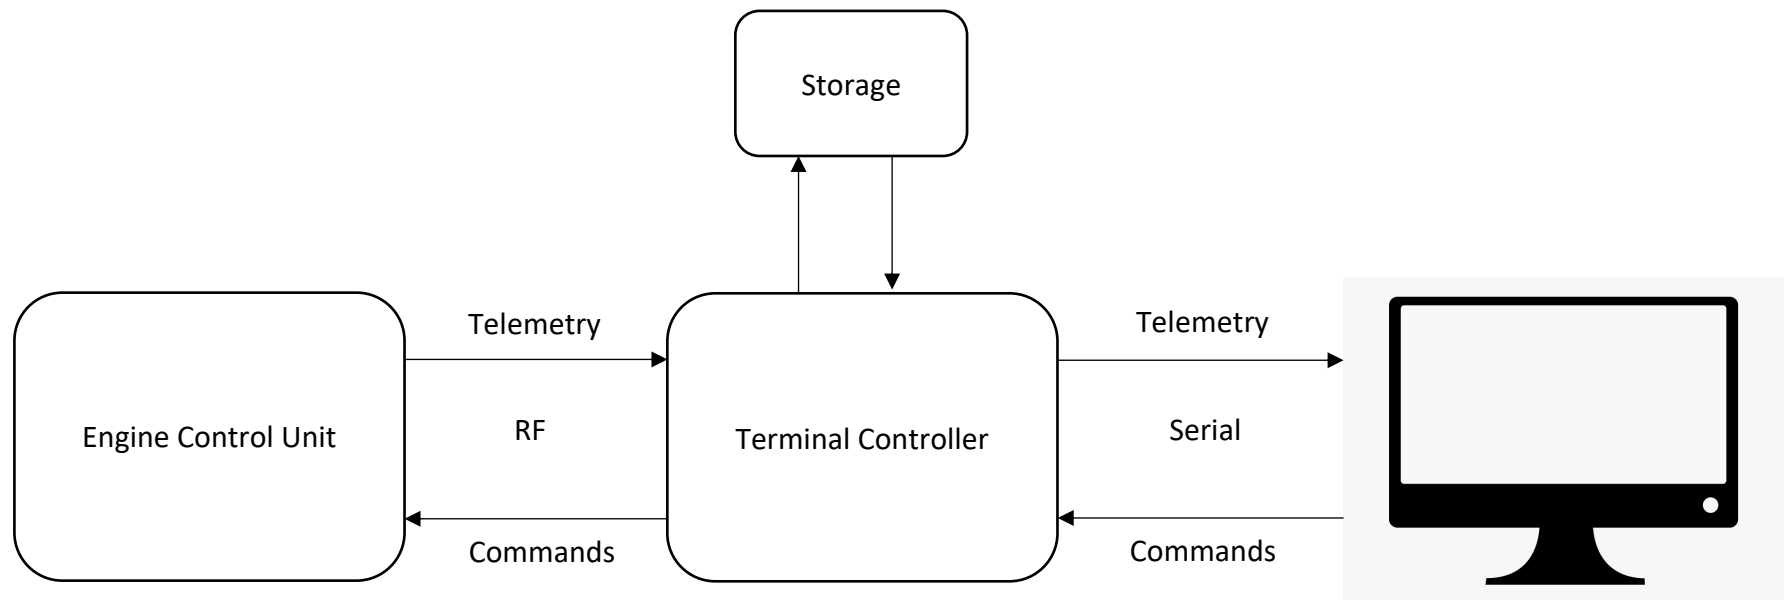 Storage
Telemetry
Telemetry
Engine Control Unit
RF
Terminal Controller
Serial
Commands
Commands